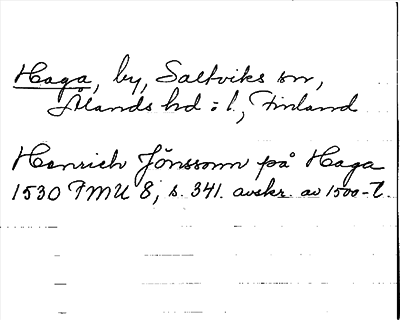 Haga, by, Saltviks sn,
Ålands hd:l, Finland
Henrich Jönssonn på Haga
1530 FMU 8, s. 341. avskr. av 1500-t.